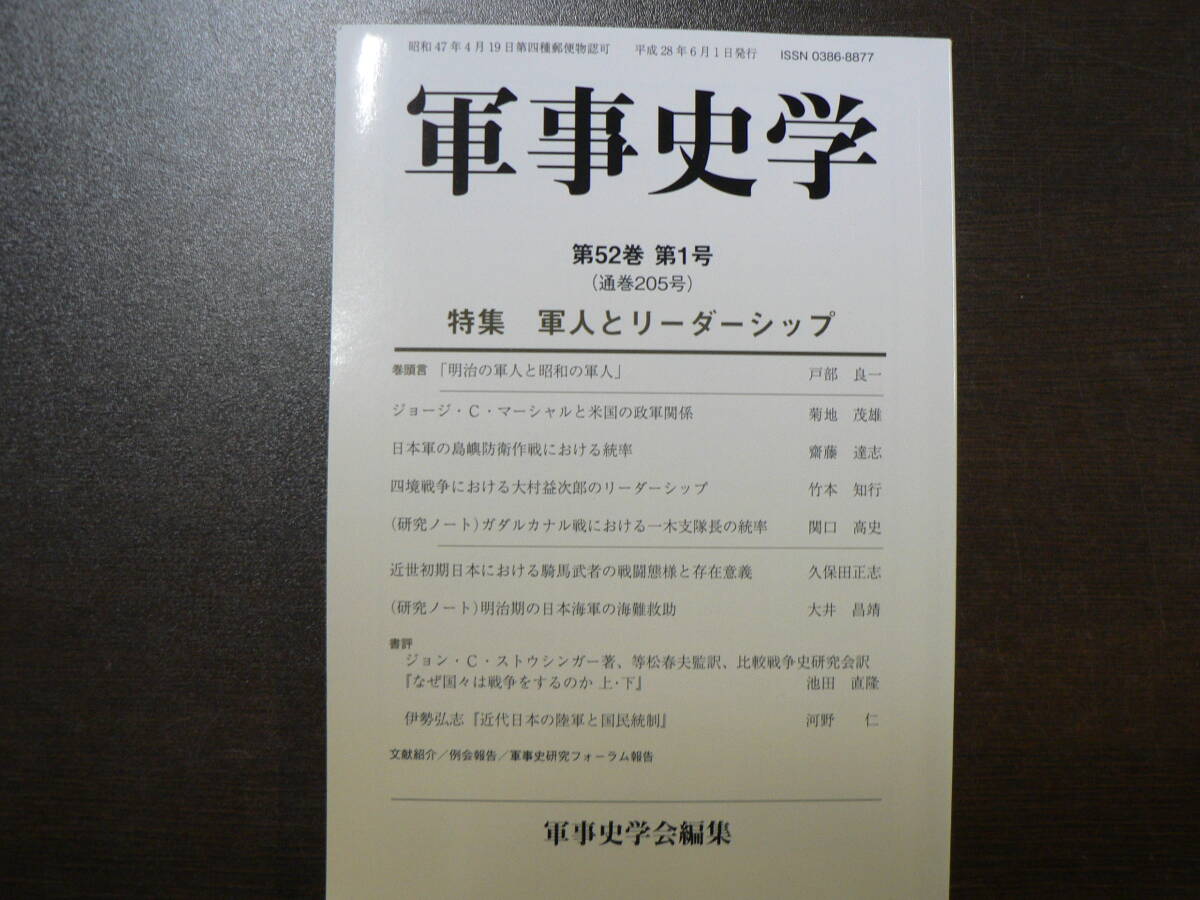 昭和47年4月19日第四種郵便物認可 平成28年6月1日発行 ISSN 0386-8877
軍事史学
第52巻 第1号
（通巻205号）
特集 軍人とリーダーシップ
巻頭言 「明治の軍人と昭和の軍人」 戸部 良一
ジョージ・C・マーシャルと米国の政軍関係 菊地 茂雄
日本軍の島嶼防衛作戦における統率 齋藤 達志
四境戦争における大村益次郎のリーダーシップ 竹本 知行
（研究ノート）ガダルカナル戦における一木支隊長の統率 関口 高史
近世初期日本における騎馬武者の戦闘態様と存在意義 久保田正志
（研究ノート）明治期の日本海軍の海難救助 大井 昌靖
書評
ジョン・C・ストウシンガー著、等松春夫監訳、比較戦争史研究会訳
『なぜ国々は戦争をするのか 上・下』 池田 直隆
伊勢弘志『近代日本の陸軍と国民統制』 河野 仁
文献紹介／例会報告／軍事史研究フォーラム報告
軍事史学会編集